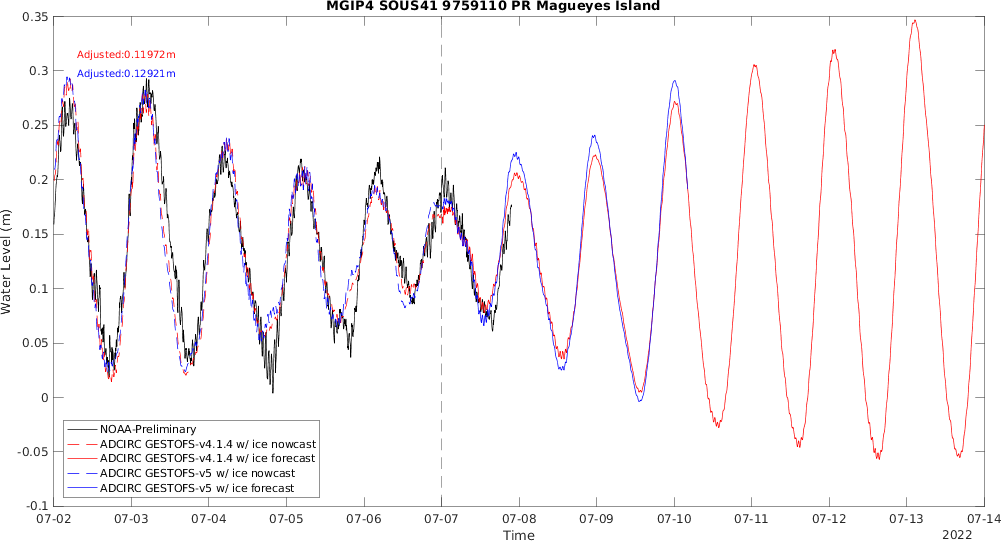 MGIP4 SOUS41 9759110 PR Magueyes Island
0.35
0.3
0.25
0.2
0.15
0.1
0.05
0
-0.05
-0.1
Water Level (m)
Adjusted:0.11972m
Adjusted:0.12921m
NOAA-Preliminary
ADCIRC GESTOFS-v4.1.4 w/ ice nowcast
ADCIRC GESTOFS-v4.1.4 w/ ice forecast
ADCIRC GESTOFS-v5 w/ ice nowcast
ADCIRC GESTOFS-v5 w/ ice forecast
07-02 07-03 07-04 07-05 07-06 07-07 07-08 07-09 07-10 07-11 07-12 07-13 07-14
Time
2022